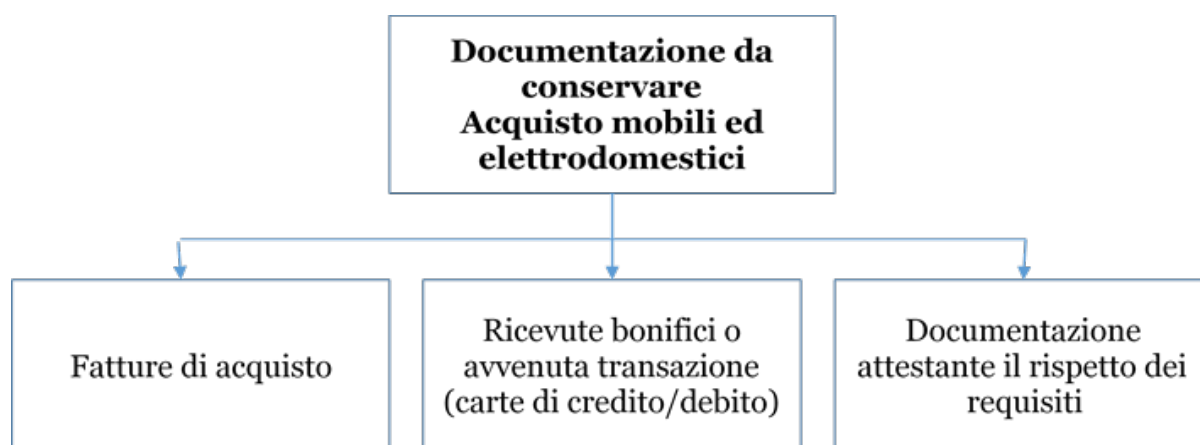 Documentazione da
conservare
Acquisto mobili ed
elettrodomestici
Fatture di acquisto
Ricevute bonifici o
avvenuta transazione
(carte di credito/debito)
Documentazione
attestante il rispetto dei
requisiti